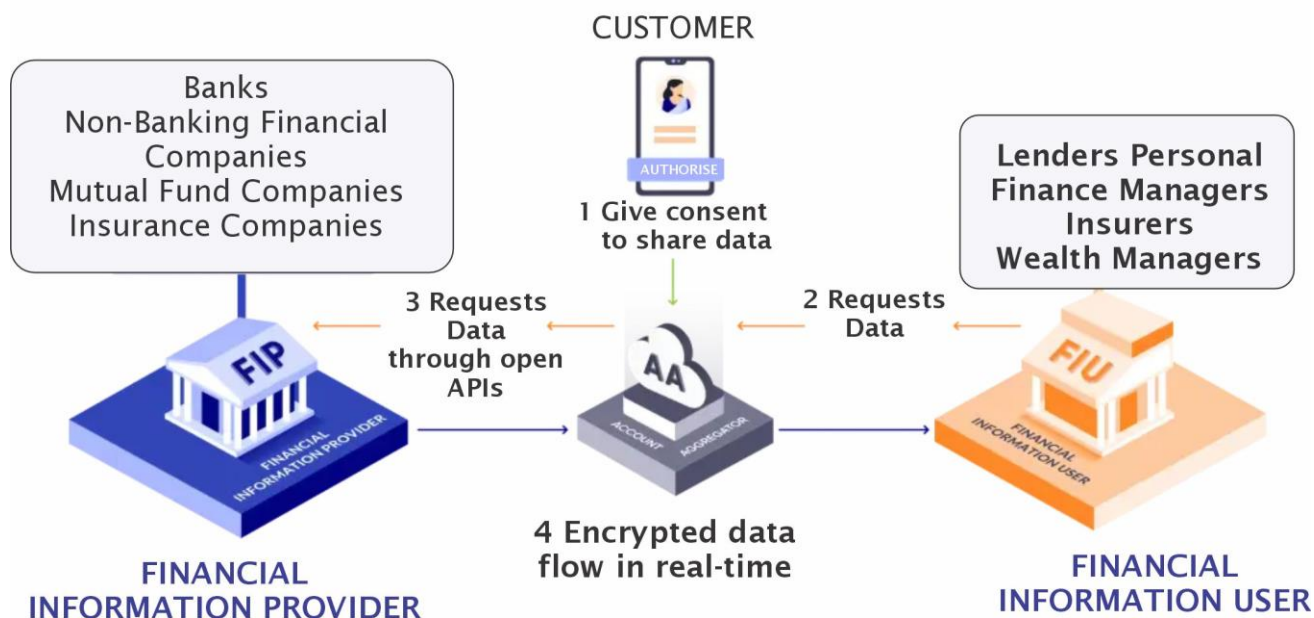 CUSTOMER
Banks
Non-Banking Financial
Companies
Mutual Fund Companies
Insurance Companies
AUTHORISE
Lenders Personal
Finance Managers
Insurers
Wealth Managers
1 Give consent
to share data
3 Requests
Data
through open
APIs
2 Requests
Data
FIP
FINANCIAL
INFORMATION PROVIDER
AA
ACCOUNT
AGGREGATOR
FIU
FINANCIAL
INFORMATION USER
4 Encrypted data
flow in real-time
FINANCIAL
INFORMATION PROVIDER
FINANCIAL
INFORMATION USER